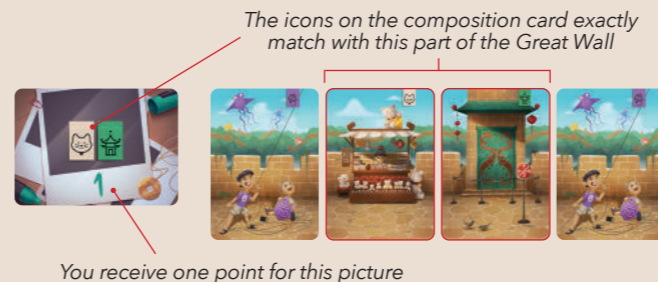 The icons on the composition card exactly
match with this part of the Great Wall
1
You receive one point for this picture